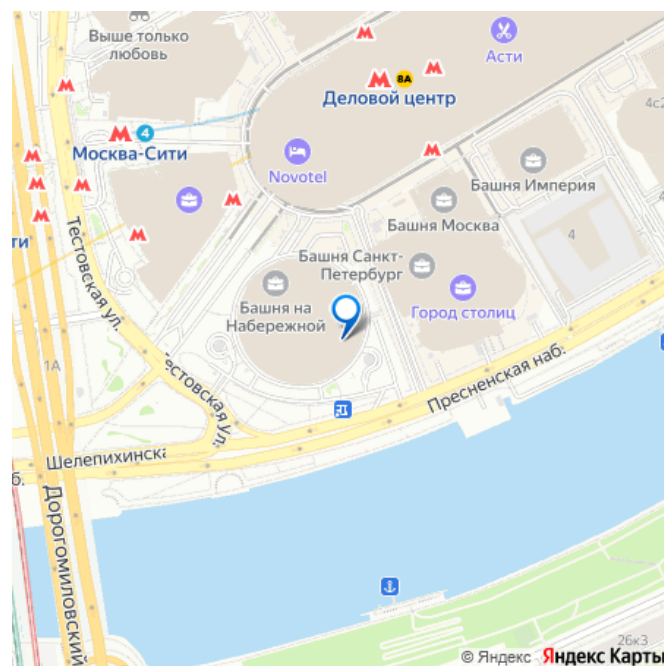 Выше только
любовь
Асти
8А
Деловой центр
4с2
4
Москва-Сити
Novotel
Башня Империя
Башня Москва
4
ти
Тестовская ул.
Башня Санкт-
Петербург
Башня на
Набережной
Город столиц
1А
Тестовская ул.
Пресненская наб.
Шелепихинска
б.
Дорогомиловский
26к3
© Яндекс Яндекс Карты